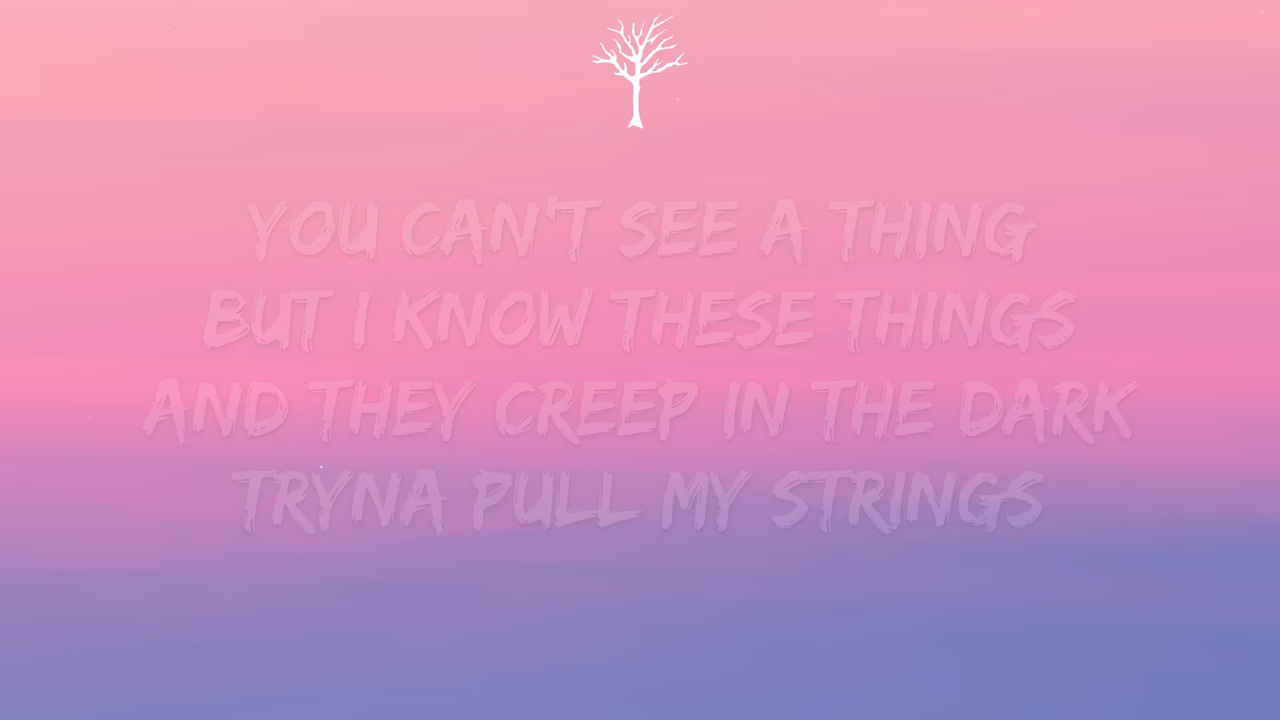 YOU CAN'T SEE A THING
BUT I KNOW THESE THINGS
AND THEY CREEP IN THE DARK
TRYNA PULL MY STRINGS